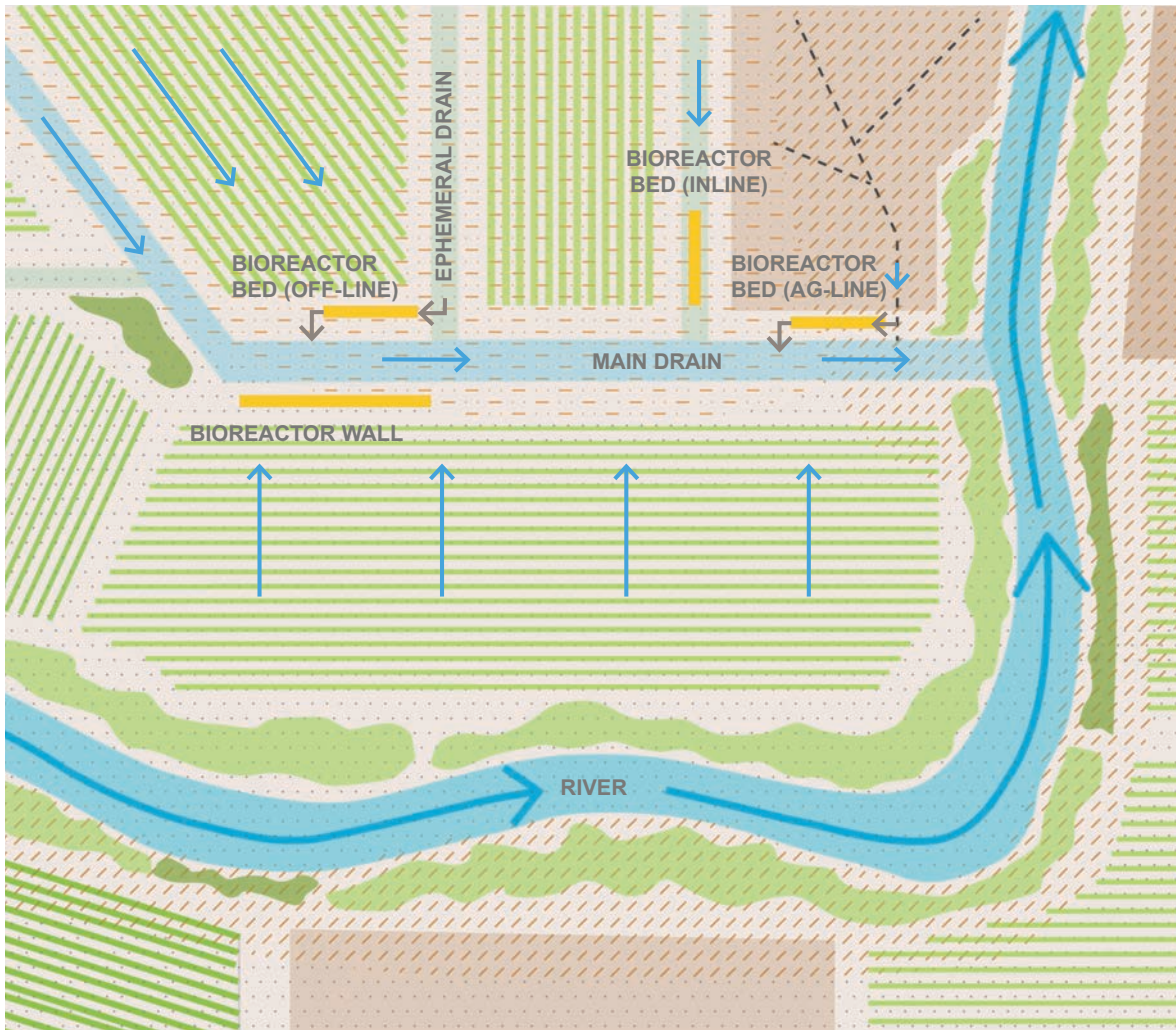 EPHEMERAL DRAIN
BIOREACTOR
BED (INLINE)
BIOREACTOR
BED (OFF-LINE)
BIOREACTOR
BED (AG-LINE)
MAIN DRAIN
BIOREACTOR WALL
RIVER